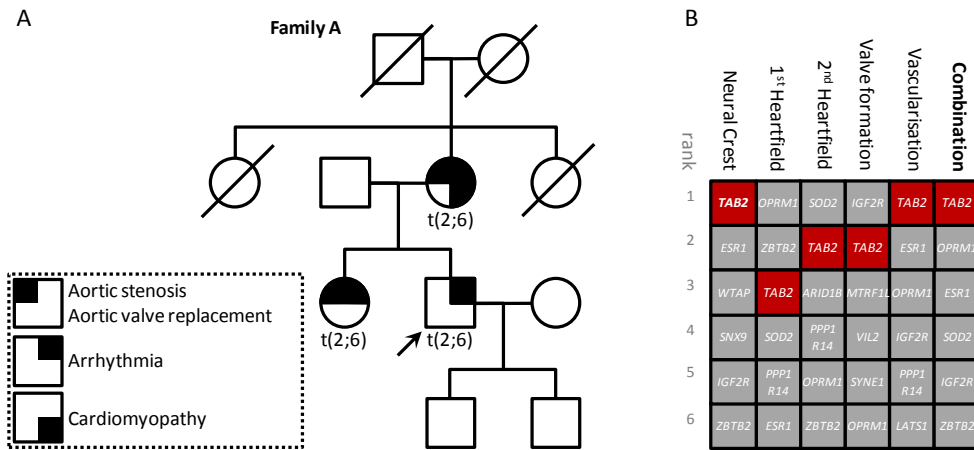 A
Family A
t(2;6)
t(2;6)
t(2;6)
Aortic stenosis
Aortic valve replacement
Arrhythmia
Cardiomyopathy
B
Neural Crest
1st Heartfield
2nd Heartfield
Valve formation
Vascularisation
Combination
rank
1 TAB2 OPRM1 SOD2 IGF2R TAB2 TAB2
2 ESR1 ZBTB2 TAB2 TAB2 ESR1 OPRM1
3 WTAP TAB2 ARID1B MTRF1L OPRM1 ESR1
4 SNX9 SOD2 PPP1 R14 VIL2 IGF2R SOD2
5 IGF2R PPP1 R14 OPRM1 SYNE1 PPP1 R14 IGF2R
6 ZBTB2 ESR1 ZBTB2 OPRM1 LATS1 ZBTB2